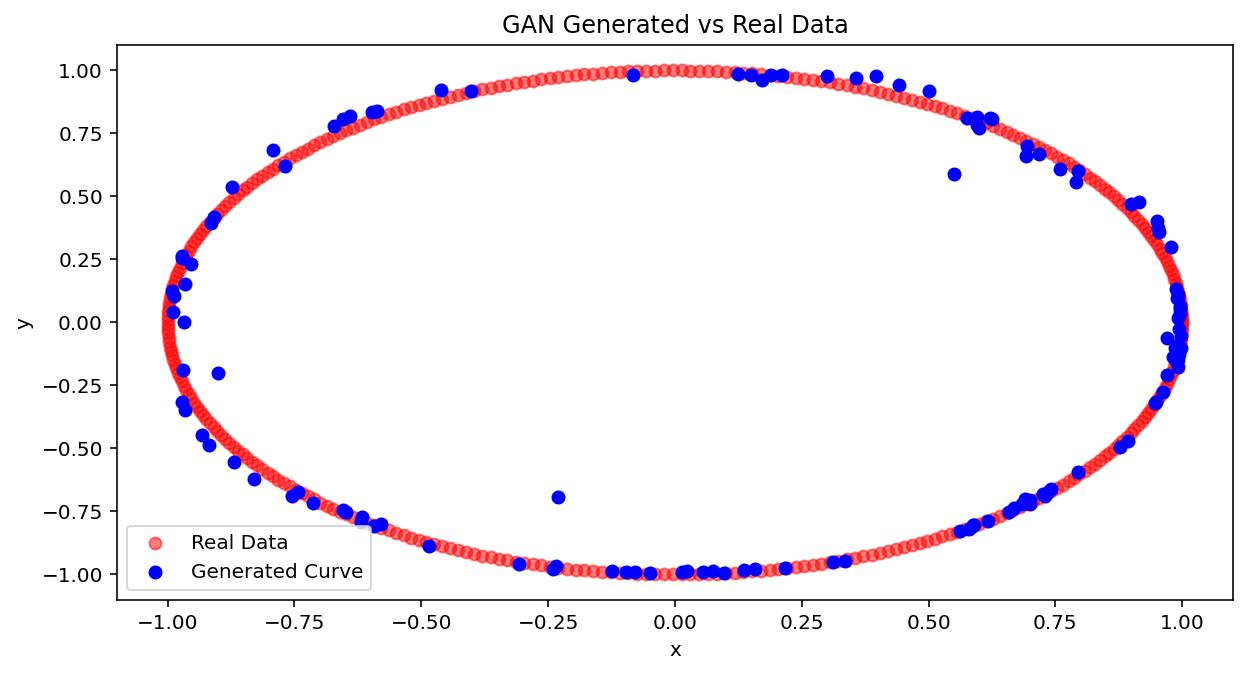 GAN Generated vs Real Data
1.00
0.75
0.50
0.25
0.00
−0.25
−0.50
−0.75
−1.00
y
Real Data
Generated Curve
−1.00 −0.75 −0.50 −0.25 0.00 0.25 0.50 0.75 1.00
x